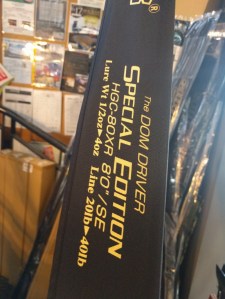 The DOM DRIVER
SPECIAL EDITION
HGC-80XR 8'0"/SE
Lure Wt 1/2oz►4oz Line 20lb►40lb